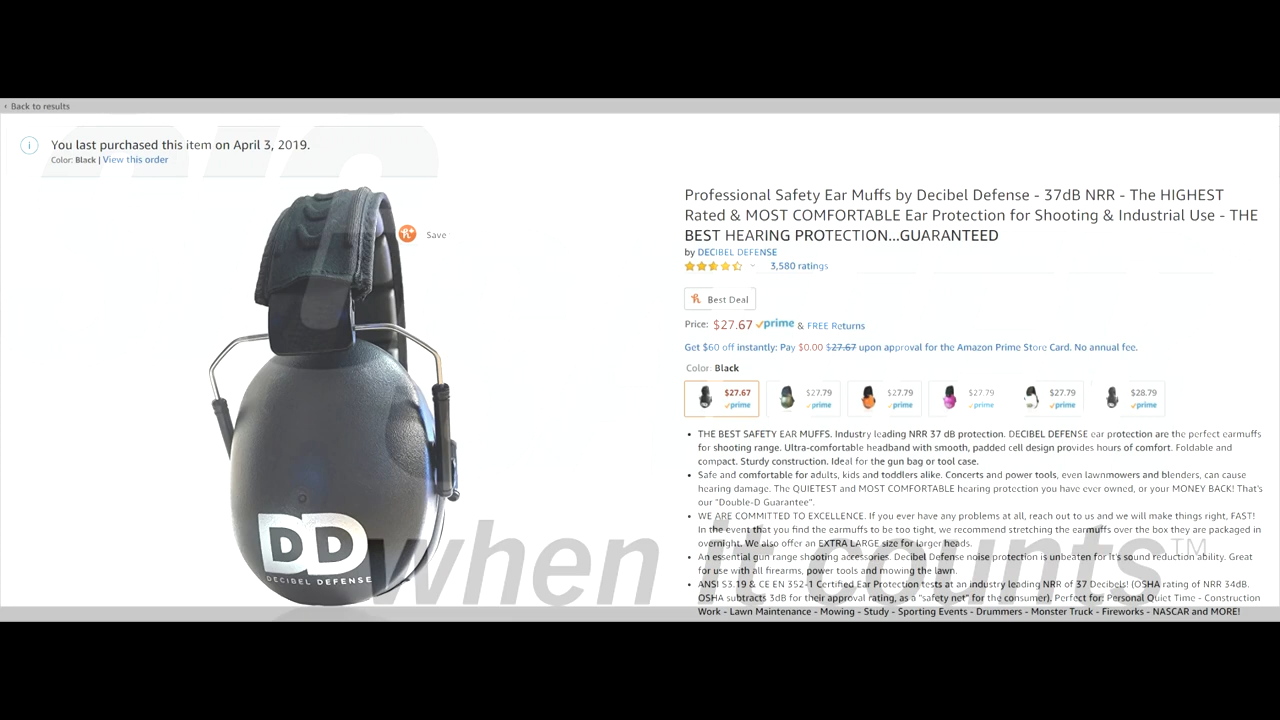 ‹ Back to results
You last purchased this item on April 3, 2019.
Color: Black | View this order
Save
DD
DECIBEL DEFENSE
Professional Safety Ear Muffs by Decibel Defense - 37dB NRR - The HIGHEST
Rated & MOST COMFORTABLE Ear Protection for Shooting & Industrial Use - THE
BEST HEARING PROTECTION...GUARANTEED
by DECIBEL DEFENSE
3,580 ratings
Best Deal
Price: $27.67 prime & FREE Returns
Get $60 off instantly: Pay $0.00 $27.67 upon approval for the Amazon Prime Store Card. No annual fee.
Color: Black
$27.67 $27.79 $27.79 $27.79 $27.79 $28.79
prime prime prime prime prime prime
• THE BEST SAFETY EAR MUFFS. Industry leading NRR 37 dB protection. DECIBEL DEFENSE ear protection are the perfect earmuffs
for shooting range. Ultra-comfortable headband with smooth, padded cell design provides hours of comfort. Foldable and
compact. Sturdy construction. Ideal for the gun bag or tool case.
• Safe and comfortable for adults, kids and toddlers alike. Concerts and power tools, even lawnmowers and blenders, can cause
hearing damage. The QUIETEST and MOST COMFORTABLE hearing protection you have ever owned, or your MONEY BACK! That's
our "Double-D Guarantee".
• WE ARE COMMITTED TO EXCELLENCE. If you ever have any problems at all, reach out to us and we will make things right, FAST!
In the event that you find the earmuffs to be too tight, we recommend stretching the earmuffs over the box they are packaged in
overnight. We also offer an EXTRA LARGE size for larger heads.
• An essential gun range shooting accessories. Decibel Defense noise protection is unbeaten for it's sound reduction ability. Great
for use with all firearms, power tools and mowing the lawn.
• ANSI S3.19 & CE EN 352-1 Certified Ear Protection tests at an industry leading NRR of 37 Decibels! (OSHA rating of NRR 34dB.
OSHA subtracts 3dB for their approval rating, as a "safety net" for the consumer). Perfect for: Personal Quiet Time - Construction
Work - Lawn Maintenance - Mowing - Study - Sporting Events - Drummers - Monster Truck - Fireworks - NASCAR and MORE!
when it counts™